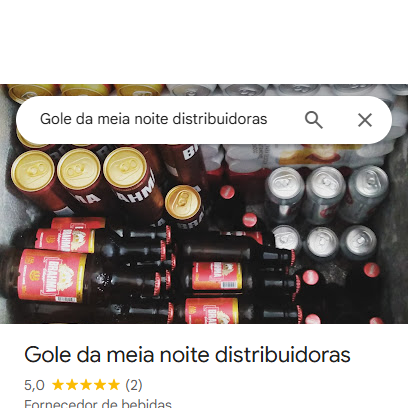 Gole da meia noite distribuidoras
BRAHMA
BRAHMA
Gole da meia noite distribuidoras
5,0 (2)
Fornecedor de bebidas